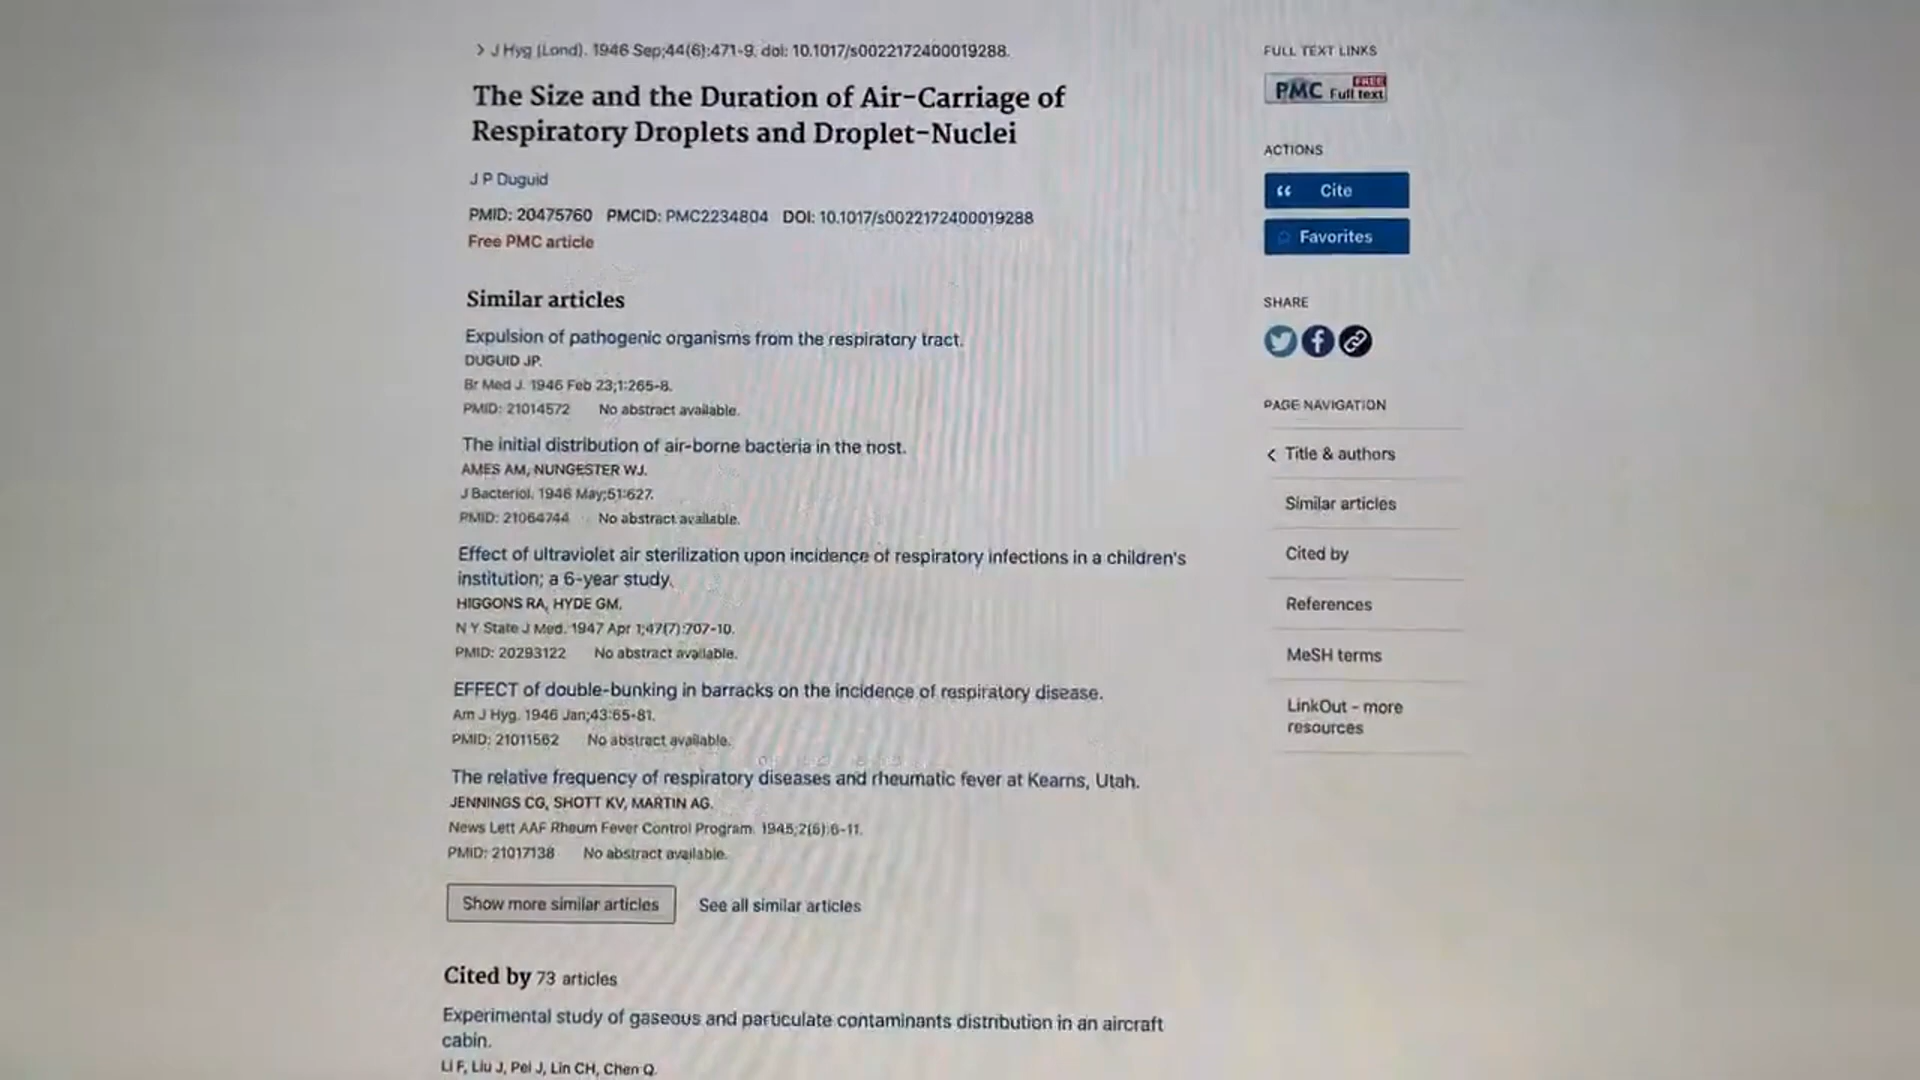 > J Hyg (Lond). 1946 Sep;44(6):471-9. doi: 10.1017/s0022172400019288.
The Size and the Duration of Air-Carriage of
Respiratory Droplets and Droplet-Nuclei
J P Duguid
PMID: 20475760 PMCID: PMC2234804 DOI: 10.1017/s0022172400019288
Free PMC article
Similar articles
Expulsion of pathogenic organisms from the respiratory tract.
DUGUID JP.
Br Med J. 1946 Feb 23;1:265-8.
PMID: 21014572 No abstract available.
The initial distribution of air-borne bacteria in the host.
AMES AM, NUNGESTER WJ.
J Bacteriol. 1946 May;51:627.
PMID: 21064744 No abstract available.
Effect of ultraviolet air sterilization upon incidence of respiratory infections in a children's
institution; a 6-year study.
HIGGONS RA, HYDE GM.
N Y State J Med. 1947 Apr 1;47(7):707-10.
PMID: 20293122 No abstract available.
EFFECT of double-bunking in barracks on the incidence of respiratory disease.
Am J Hyg. 1946 Jan;43:65-81.
PMID: 21011562 No abstract available.
The relative frequency of respiratory diseases and rheumatic fever at Kearns, Utah.
JENNINGS CG, SHOTT KV, MARTIN AG.
News Lett AAF Rheum Fever Control Program. 1945;2(6):6-11.
PMID: 21017138 No abstract available.
Show more similar articles See all similar articles
Cited by 73 articles
Experimental study of gaseous and particulate contaminants distribution in an aircraft
cabin.
Li F, Liu J, Pei J, Lin CH, Chen Q.
FULL TEXT LINKS
PMC FREE Full text
ACTIONS
Cite
Favorites
SHARE
PAGE NAVIGATION
< Title & authors
Similar articles
Cited by
References
MeSH terms
LinkOut - more
resources